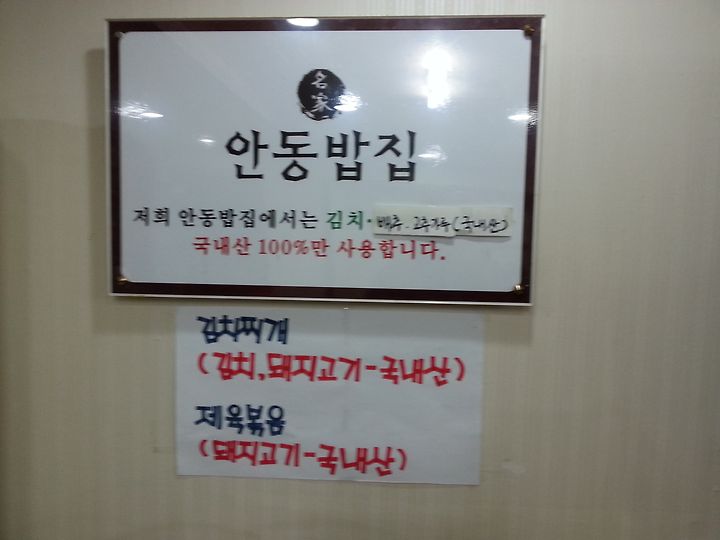 名家
안동밥집
저희 안동밥집에서는 김치·배추·고추가루(국내산)
국내산 100%만 사용합니다.
김치찌개
(김치,돼지고기-국내산)
제육볶음
(돼지고기-국내산)